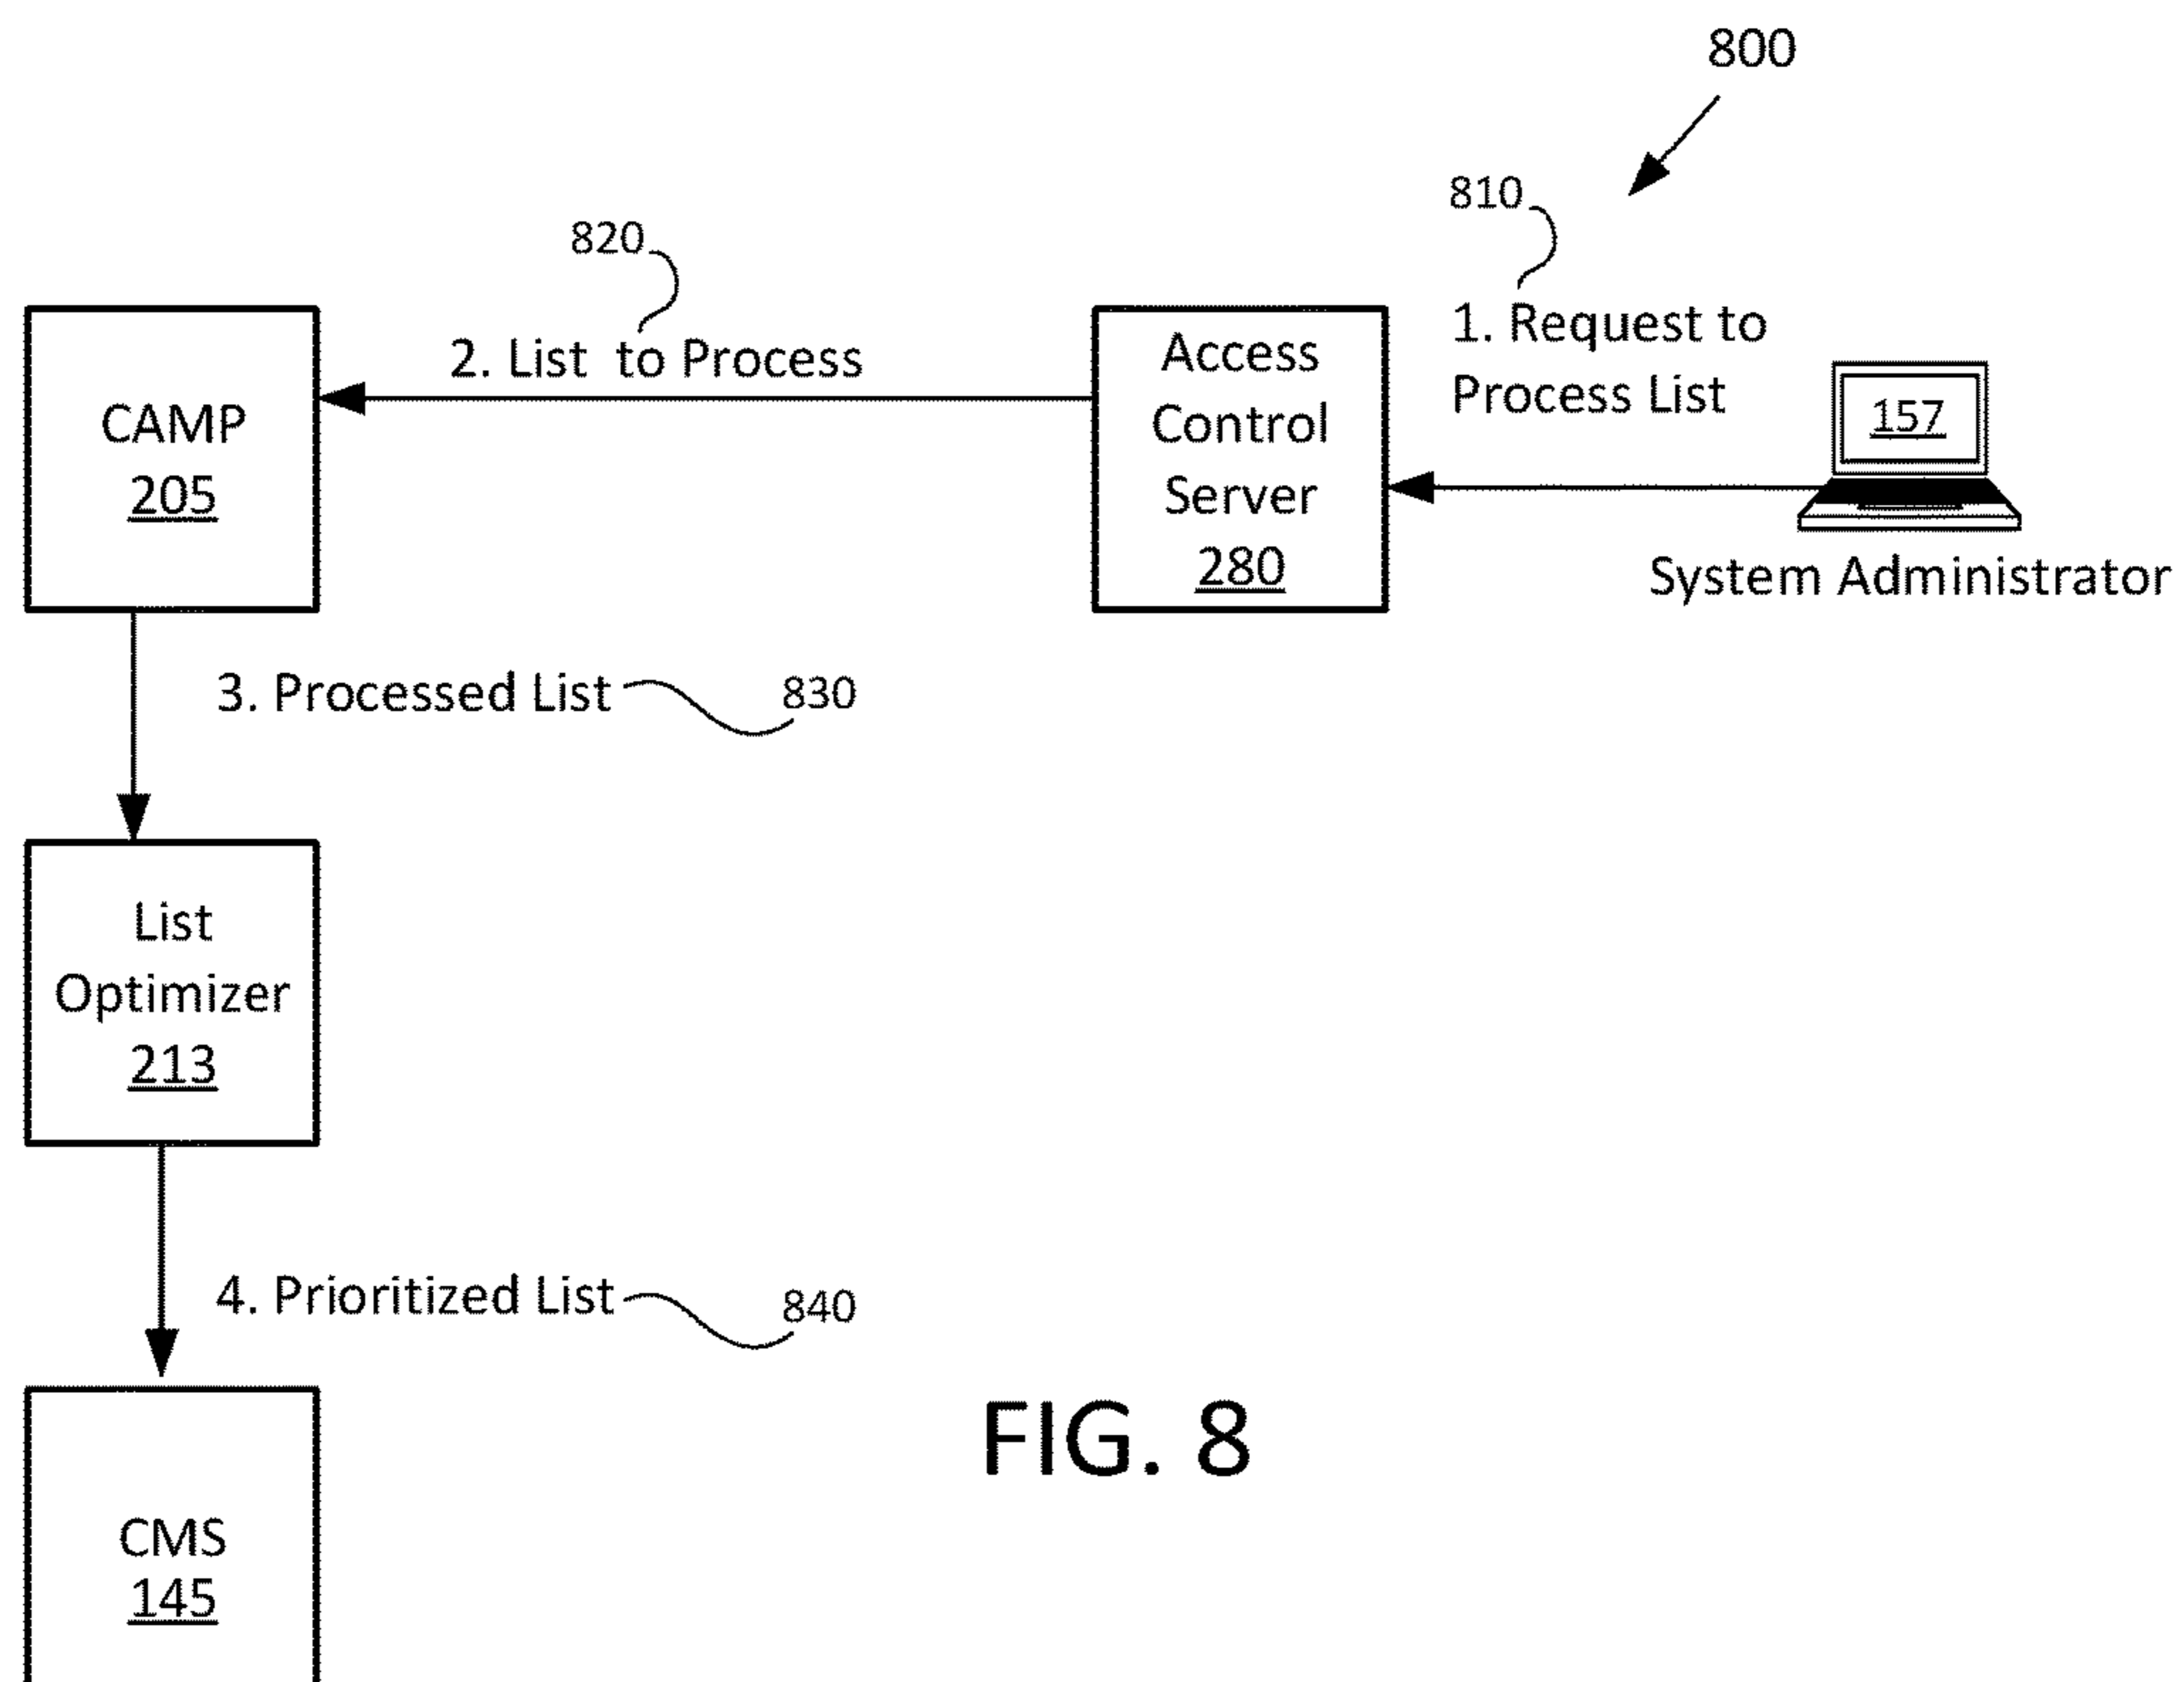 800
810
820
1. Request to
Process List
2. List  to Process
CAMP
205
Access
Control
Server
280
157
System Administrator
3. Processed List
830
List
Optimizer
213
4. Prioritized List
840
CMS
145
FIG. 8